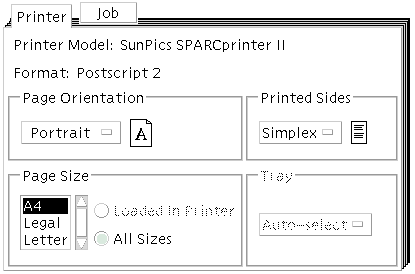 Printer Job
Printer Model: SunPics SPARCprinter II
Format: Postscript 2
Page Orientation
Portrait A
Printed Sides
Simplex
Page Size
A4
Legal
Letter
Loaded In Printer
All Sizes
Tray
Auto-select